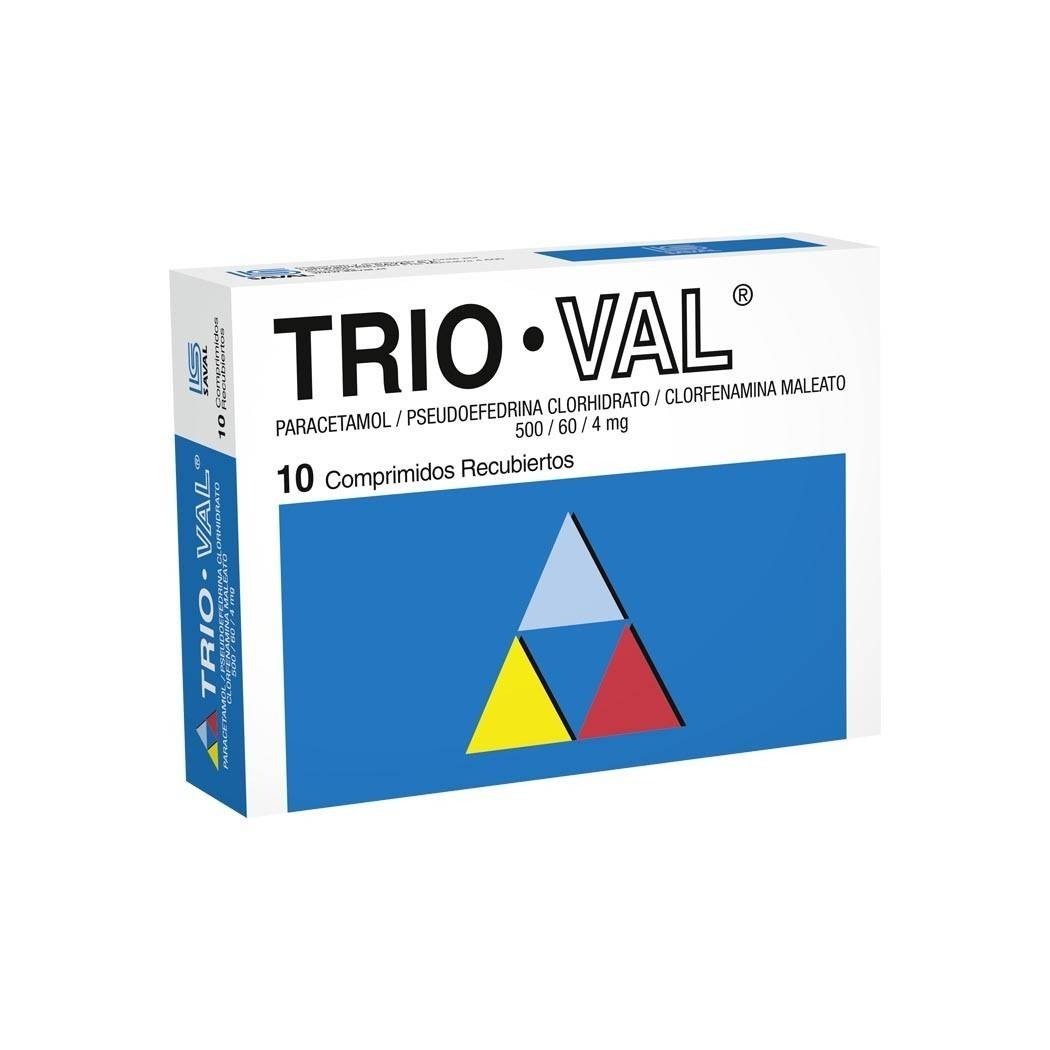 SAVAL
TRIO • VAL ®
PARACETAMOL / PSEUDOEFEDRINA CLORHIDRATO / CLORFENAMINA MALEATO
500 / 60 / 4 mg
10 Comprimidos Recubiertos
SAVAL
10 Comprimidos
Recubiertos
TRIO • VAL ®
PARACETAMOL / PSEUDOEFEDRINA CLORHIDRATO
CLORFENAMINA MALEATO
500 / 60 / 4 mg